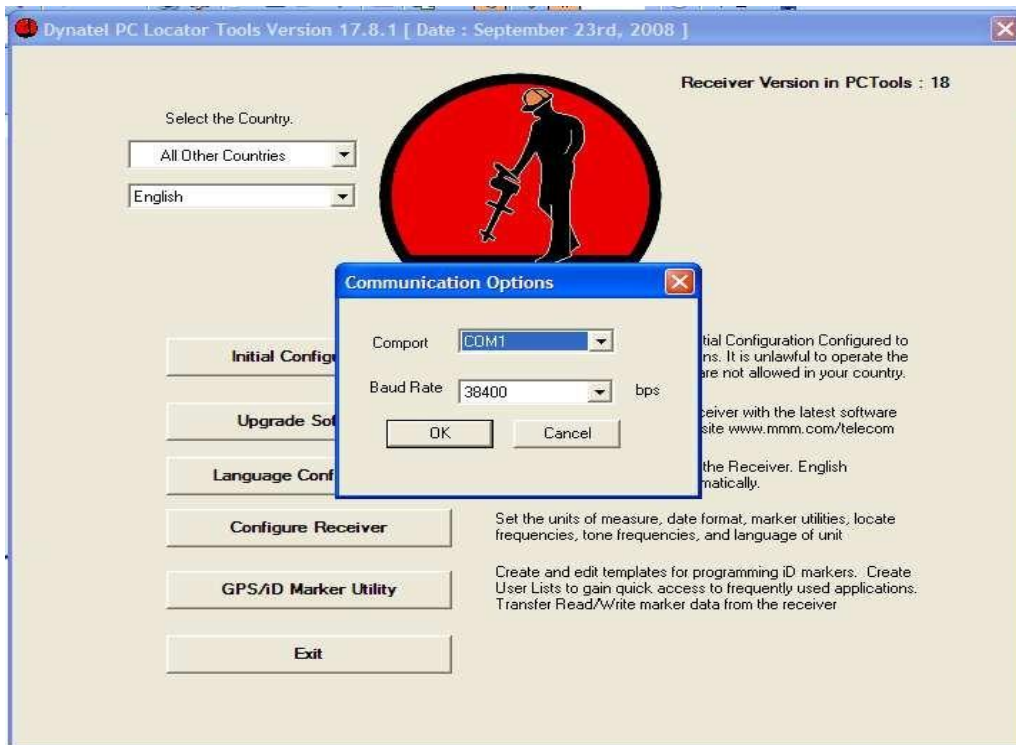 Dynatel PC Locator Tools Version 17.8.1 [ Date : September 23rd, 2008 ]
Receiver Version in PCTools : 18
Select the Country.
All Other Countries
English
Communication Options
Comport COM1
Baud Rate 38400 bps
OK Cancel
Initial Configu
tial Configuration Configured to
ns. It is unlawful to operate the
are not allowed in your country.
Upgrade Sof
ceiver with the latest software
site www.mmm.com/telecom
Language Conf
the Receiver. English
matically.
Configure Receiver
Set the units of measure, date format, marker utilities, locate
frequencies, tone frequencies, and language of unit
GPS/iD Marker Utility
Create and edit templates for programming iD markers. Create
User Lists to gain quick access to frequently used applications.
Transfer Read/Write marker data from the receiver
Exit